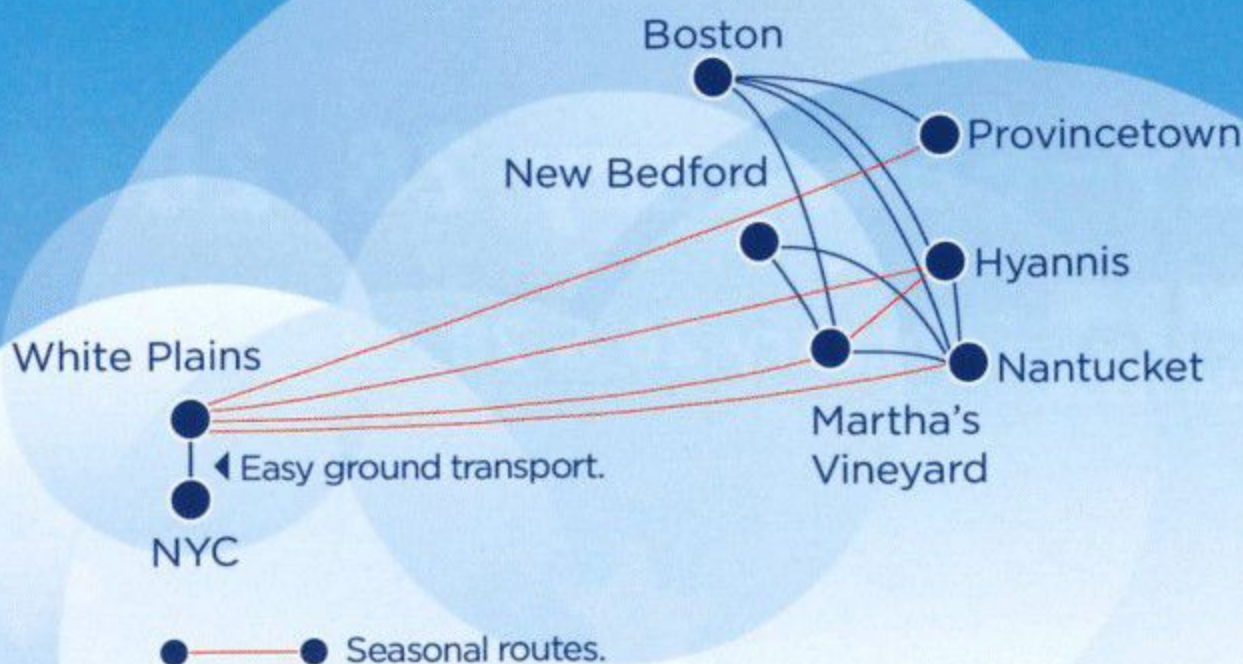 Boston
Provincetown
New Bedford
Hyannis
White Plains
Nantucket
Martha's
Vineyard
Easy ground transport.
NYC
Seasonal routes.